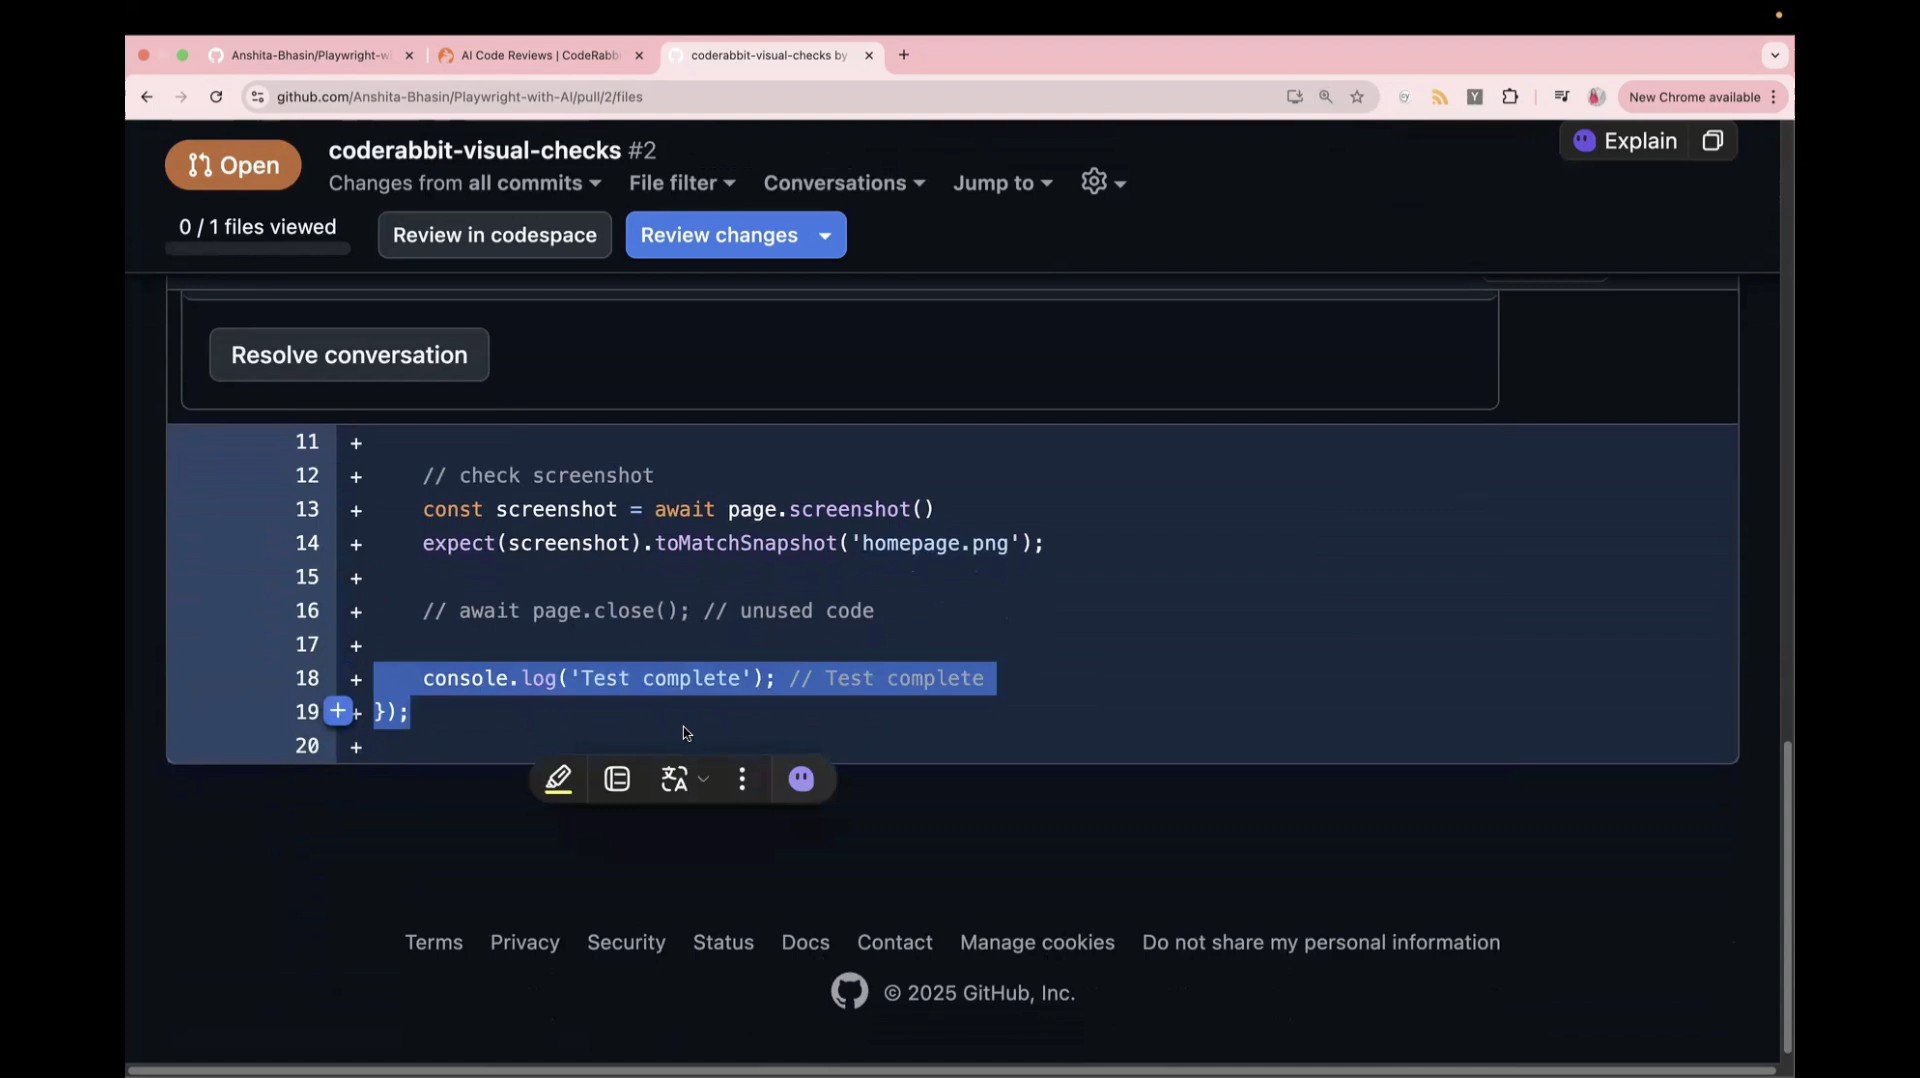 Anshita-Bhasin/Playwright-w
AI Code Reviews | CodeRabb
coderabbit-visual-checks by
github.com/Anshita-Bhasin/Playwright-with-AI/pull/2/files
New Chrome available
Open
coderabbit-visual-checks #2
Explain
Changes from all commits
File filter
Conversations
Jump to
0 / 1 files viewed
Review in codespace
Review changes
Resolve conversation
11 +
12 + // check screenshot
13 + const screenshot = await page.screenshot()
14 + expect(screenshot).toMatchSnapshot('homepage.png');
15 +
16 + // await page.close(); // unused code
17 +
18 + console.log('Test complete'); // Test complete
19 + });
20 +
Terms Privacy Security Status Docs Contact Manage cookies Do not share my personal information
© 2025 GitHub, Inc.